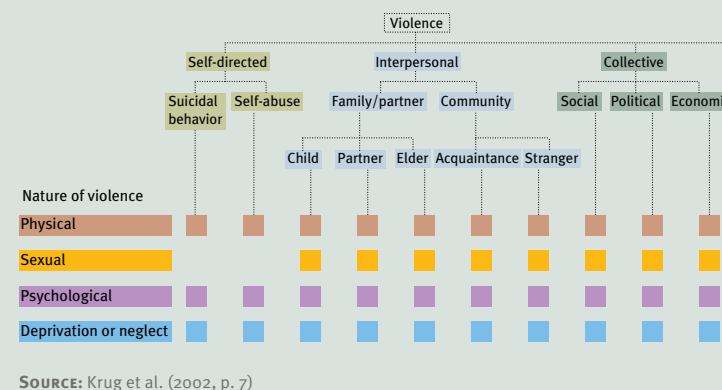 Violence
Self-directed Interpersonal Collective
Suicidal Self-abuse Family/partner Community Social Political Economi
behavior
Child Partner Elder Acquaintance Stranger
Nature of violence
Physical
Sexual
Psychological
Deprivation or neglect
SOURCE: Krug et al. (2002, p. 7)